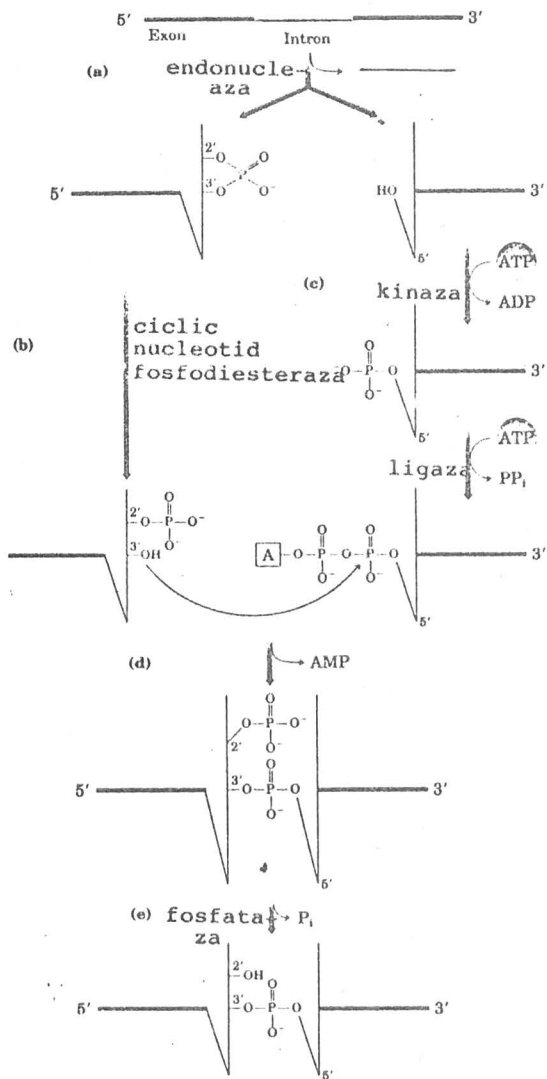 5′ 3′
Exon Intron
(a) endonucle
aza
2′ O P O
3′ O O⁻
5′
HO 3′
5′
(c) kinaza ATP
ADP
(b) ciclic
nucleotid
fosfodiesteraza
O
⁻O–P–O 3′
O⁻
5′
ligaza ATP
PPᵢ
O
2′ –O–P–O⁻
O⁻
3′ OH
O O
A –O–P–O–P–O 3′
O⁻ O⁻
5′
(d) AMP
O
O–P–O⁻
2′ O⁻
O
5′ 3′ –O–P–O 3′
O⁻
5′
(e) fosfata Pᵢ
za
2′ OH
O
5′ 3′ –O–P–O 3′
O⁻
5′